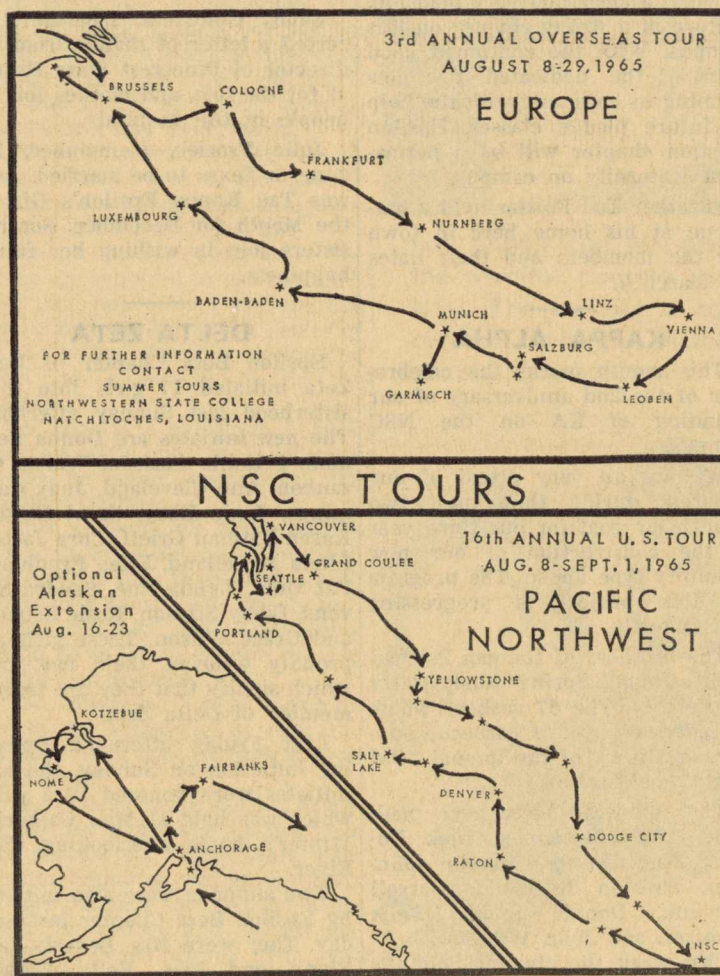 3rd ANNUAL OVERSEAS TOUR
AUGUST 8-29, 1965
EUROPE
BRUSSELS
COLOGNE
FRANKFURT
LUXEMBOURG
NURNBERG
BADEN-BADEN
MUNICH
LINZ
VIENNA
SALZBURG
GARMISCH
LEOBEN
FOR FURTHER INFORMATION
CONTACT
SUMMER TOURS
NORTHWESTERN STATE COLLEGE
NATCHITOCHES, LOUISIANA
NSC TOURS
16th ANNUAL U.S. TOUR
AUG. 8-SEPT. 1, 1965
PACIFIC
NORTHWEST
VANCOUVER
GRAND COULEE
SEATTLE
PORTLAND
YELLOWSTONE
SALT
LAKE
DENVER
DODGE CITY
RATON
NSC
Optional
Alaskan
Extension
Aug. 16-23
KOTZEBUE
NOME
FAIRBANKS
ANCHORAGE